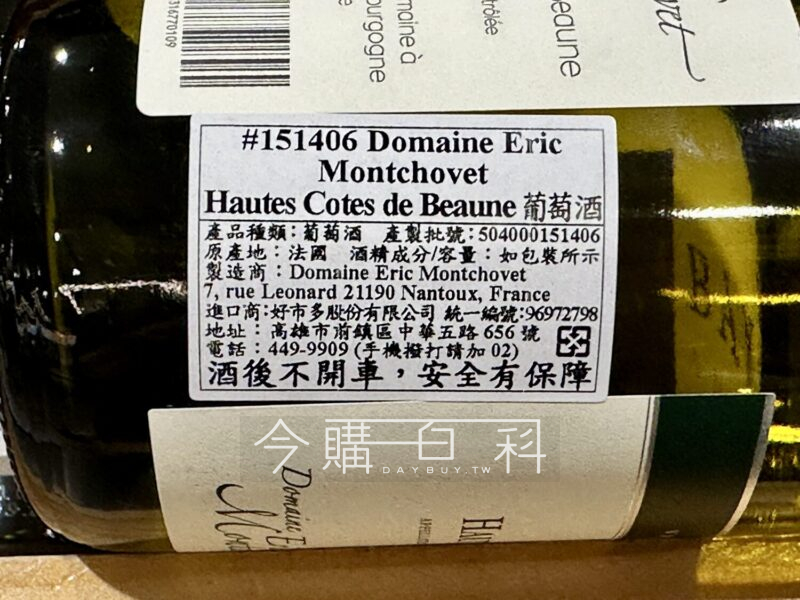 316770109
omaine à
ourgogne
trôlée
Beaune
#151406 Domaine Eric
Montchovet
Hautes Cotes de Beaune 葡萄酒
產品種類：葡萄酒 產製批號：504000151406
原產地：法國 酒精成分/容量：如包裝所示
製造商：Domaine Eric Montchovet
7, rue Leonard 21190 Nantoux, France
進口商:好市多股份有限公司 統一編號:96972798
地址：高雄市前鎮區中華五路 656 號
電話：449-9909 (手機撥打請加 02)
酒後不開車，安全有保障
今購百科
DAYBUY.TW
Domaine E